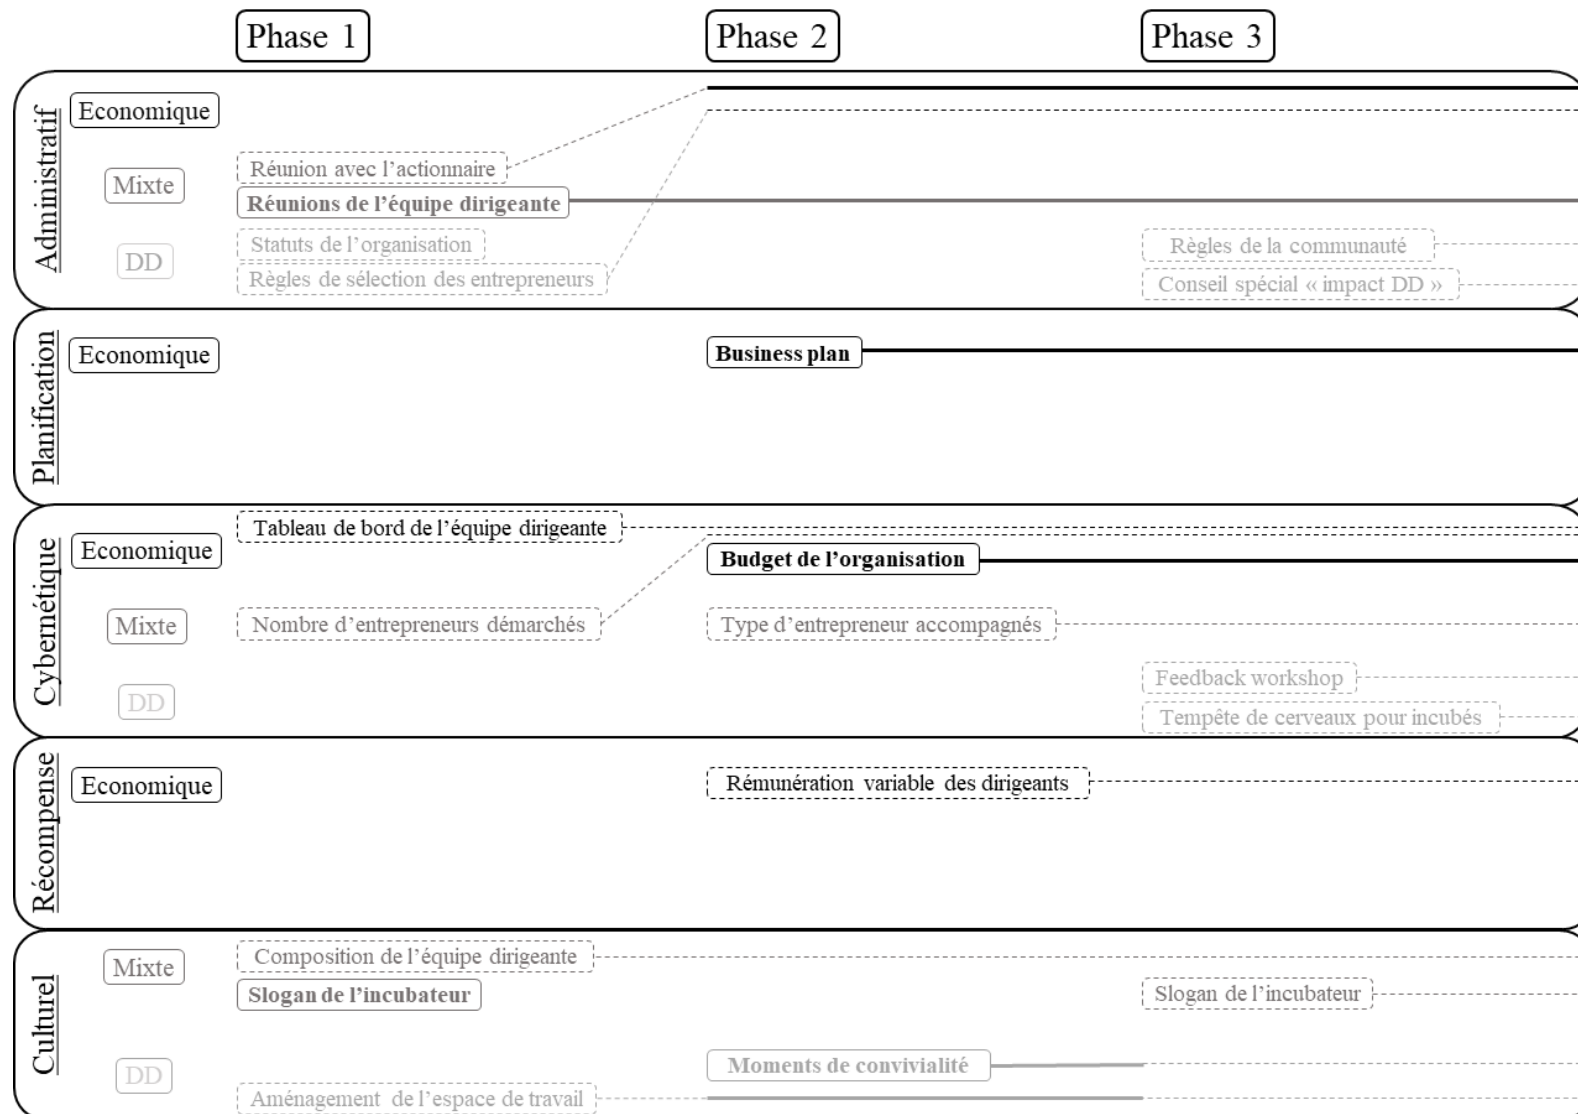 Phase 1
Phase 2
Phase 3
Administratif
Economique
Réunion avec l'actionnaire
Mixte
Réunions de l'équipe dirigeante
DD
Statuts de l'organisation
Règles de la communauté
Règles de sélection des entrepreneurs
Conseil spécial « impact DD »
Planification
Economique
Business plan
Cybernétique
Tableau de bord de l'équipe dirigeante
Economique
Budget de l'organisation
Mixte
Nombre d'entrepreneurs démarchés
Type d'entrepreneur accompagnés
Feedback workshop
DD
Tempête de cerveaux pour incubés
Récompense
Economique
Rémunération variable des dirigeants
Culturel
Composition de l'équipe dirigeante
Mixte
Slogan de l'incubateur
Slogan de l'incubateur
Moments de convivialité
DD
Aménagement de l'espace de travail